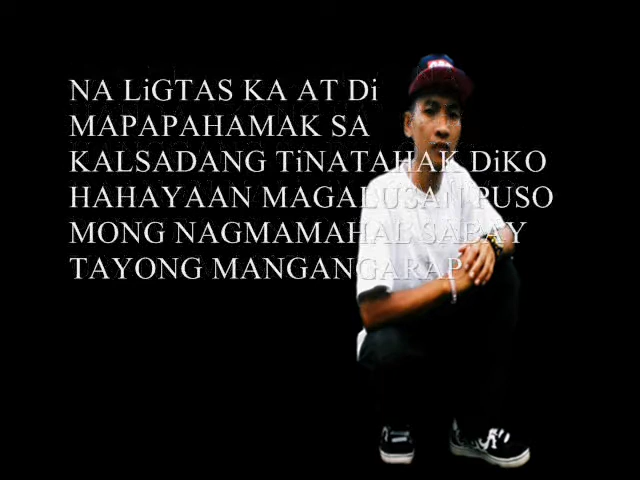 NA LiGTAS KA AT Di
MAPAPAHAMAK SA
KALSADANG TiNATAHAK DiKO
HAHAYAAN MAGALUSAN PUSO
MONG NAGMAMAHAL SABAY
TAYONG MANGANGARAP